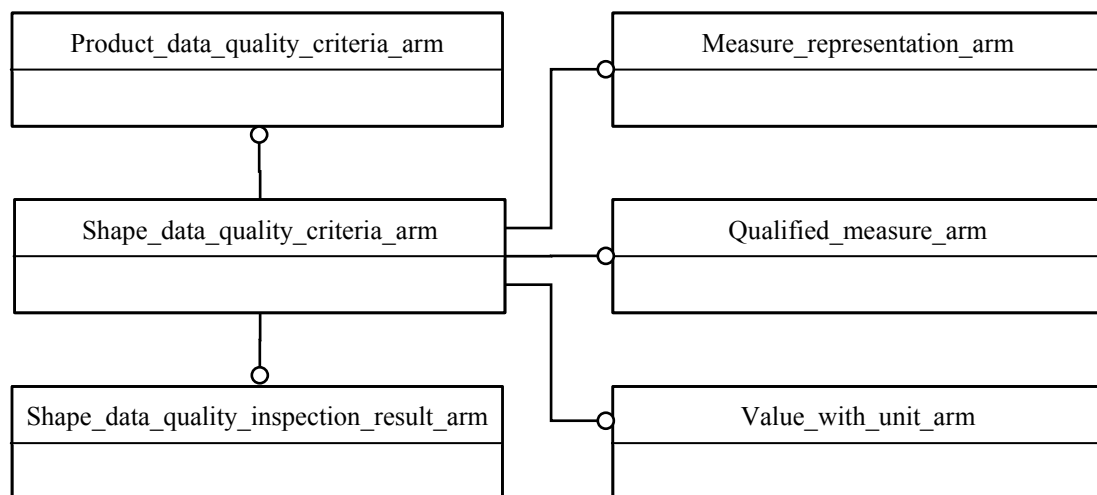 Product_data_quality_criteria_arm
Measure_representation_arm
Shape_data_quality_criteria_arm
Qualified_measure_arm
Shape_data_quality_inspection_result_arm
Value_with_unit_arm